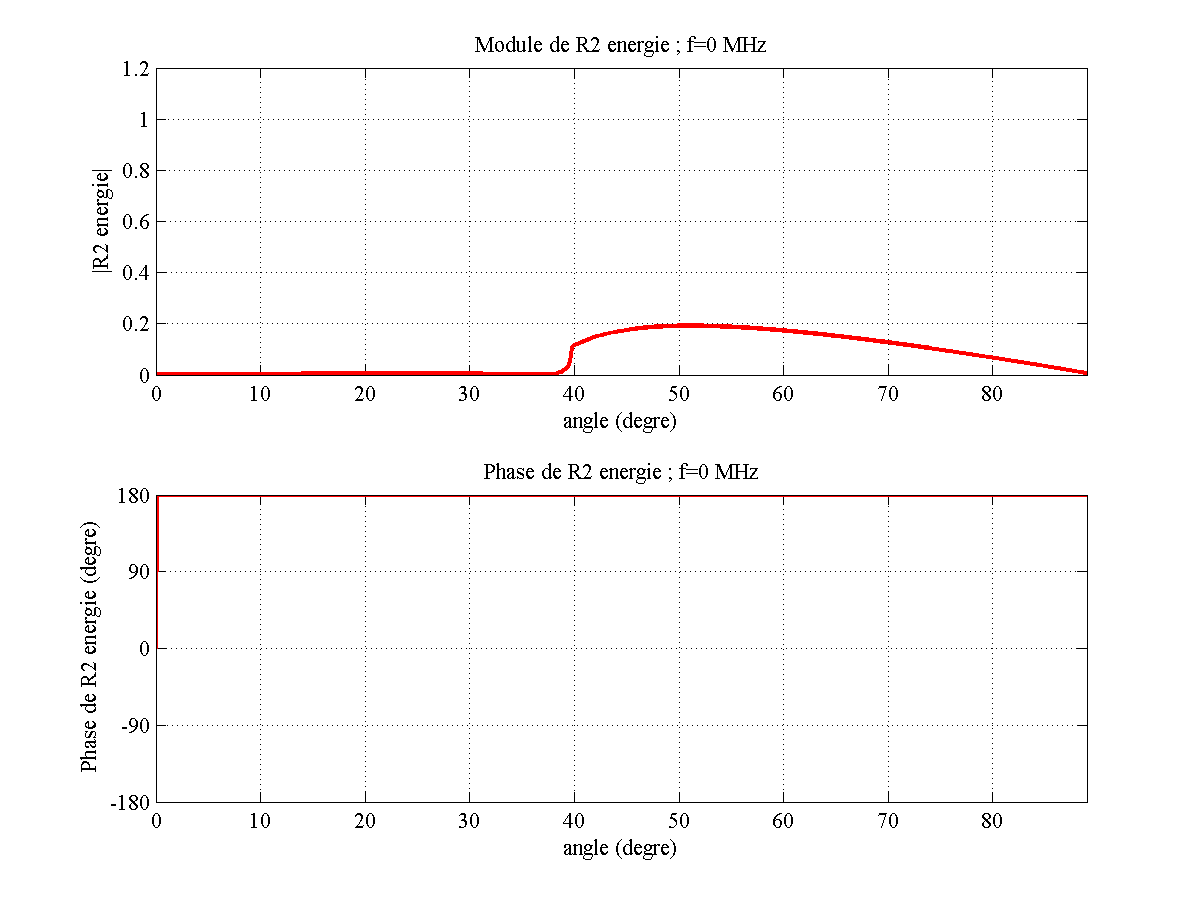 Module de R2 energie ; f=0 MHz
1.2
1
0.8
0.6
0.4
0.2
0
|R2 energie|
0 10 20 30 40 50 60 70 80
angle (degre)
Phase de R2 energie ; f=0 MHz
180
90
0
-90
-180
Phase de R2 energie (degre)
0 10 20 30 40 50 60 70 80
angle (degre)